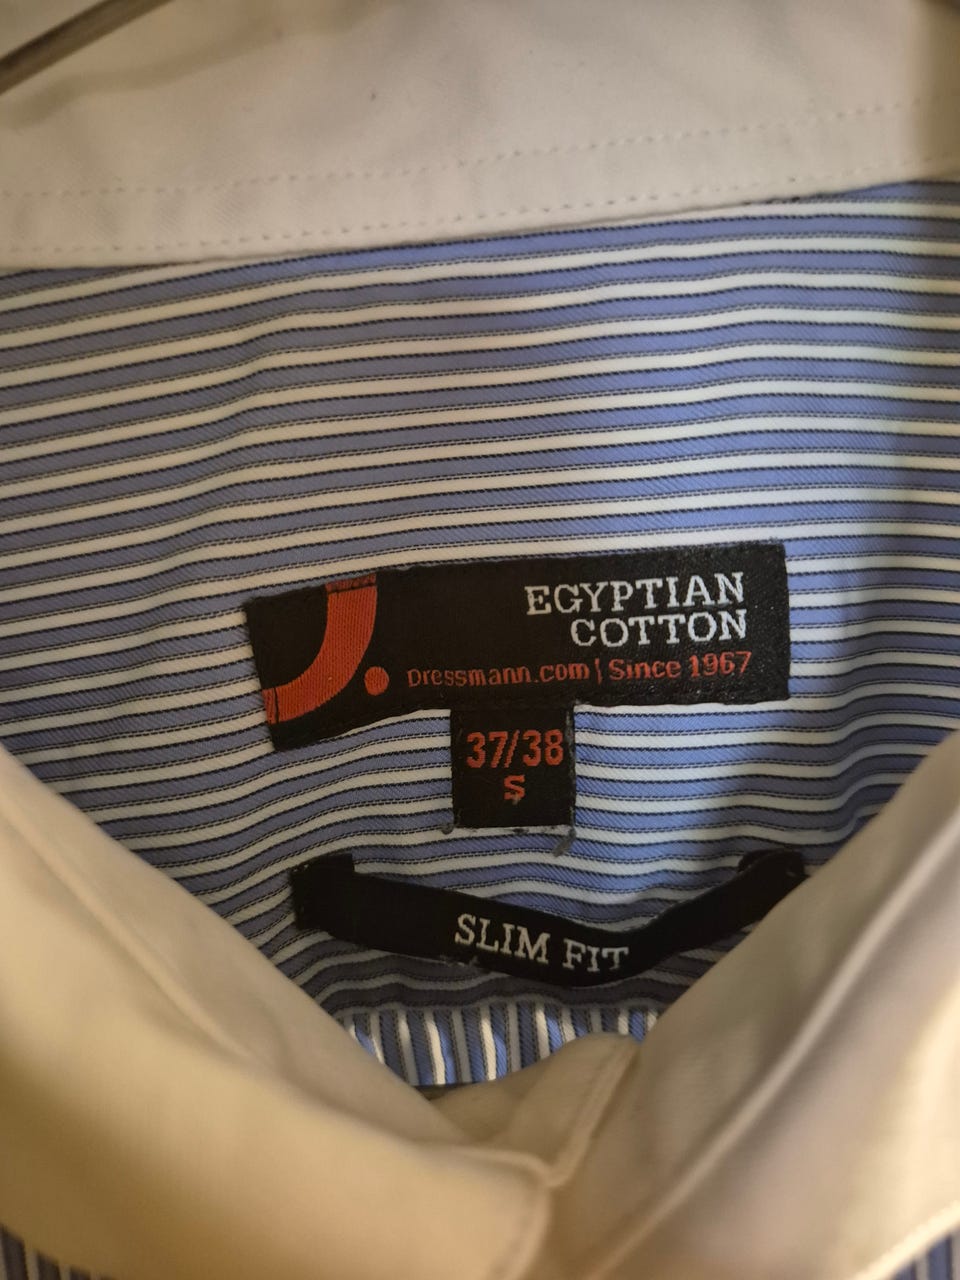 EGYPTIAN
COTTON
Dressmann.com | Since 1967
37/38
S
SLIM FIT